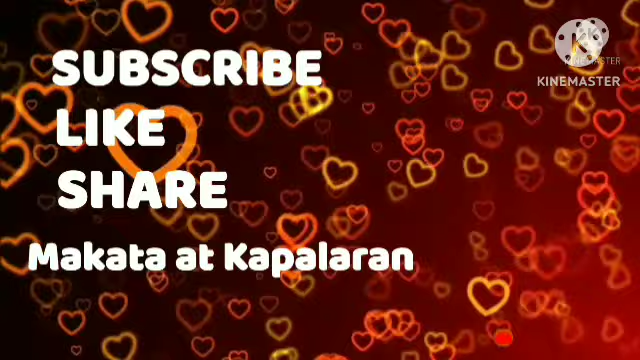 SUBSCRIBE
LIKE
SHARE
Makata at Kapalaran
KINEMASTER
KINEMASTER